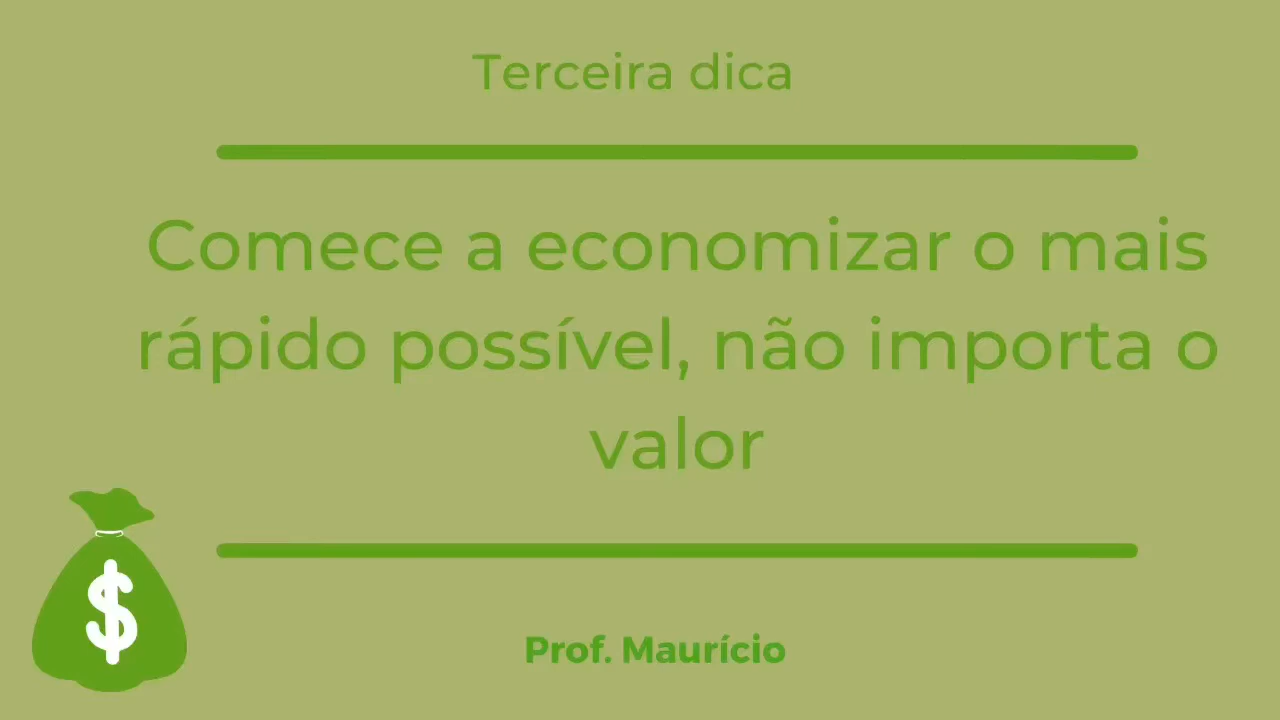 Terceira dica
Comece a economizar o mais
rápido possível, não importa o
valor
$
Prof. Maurício